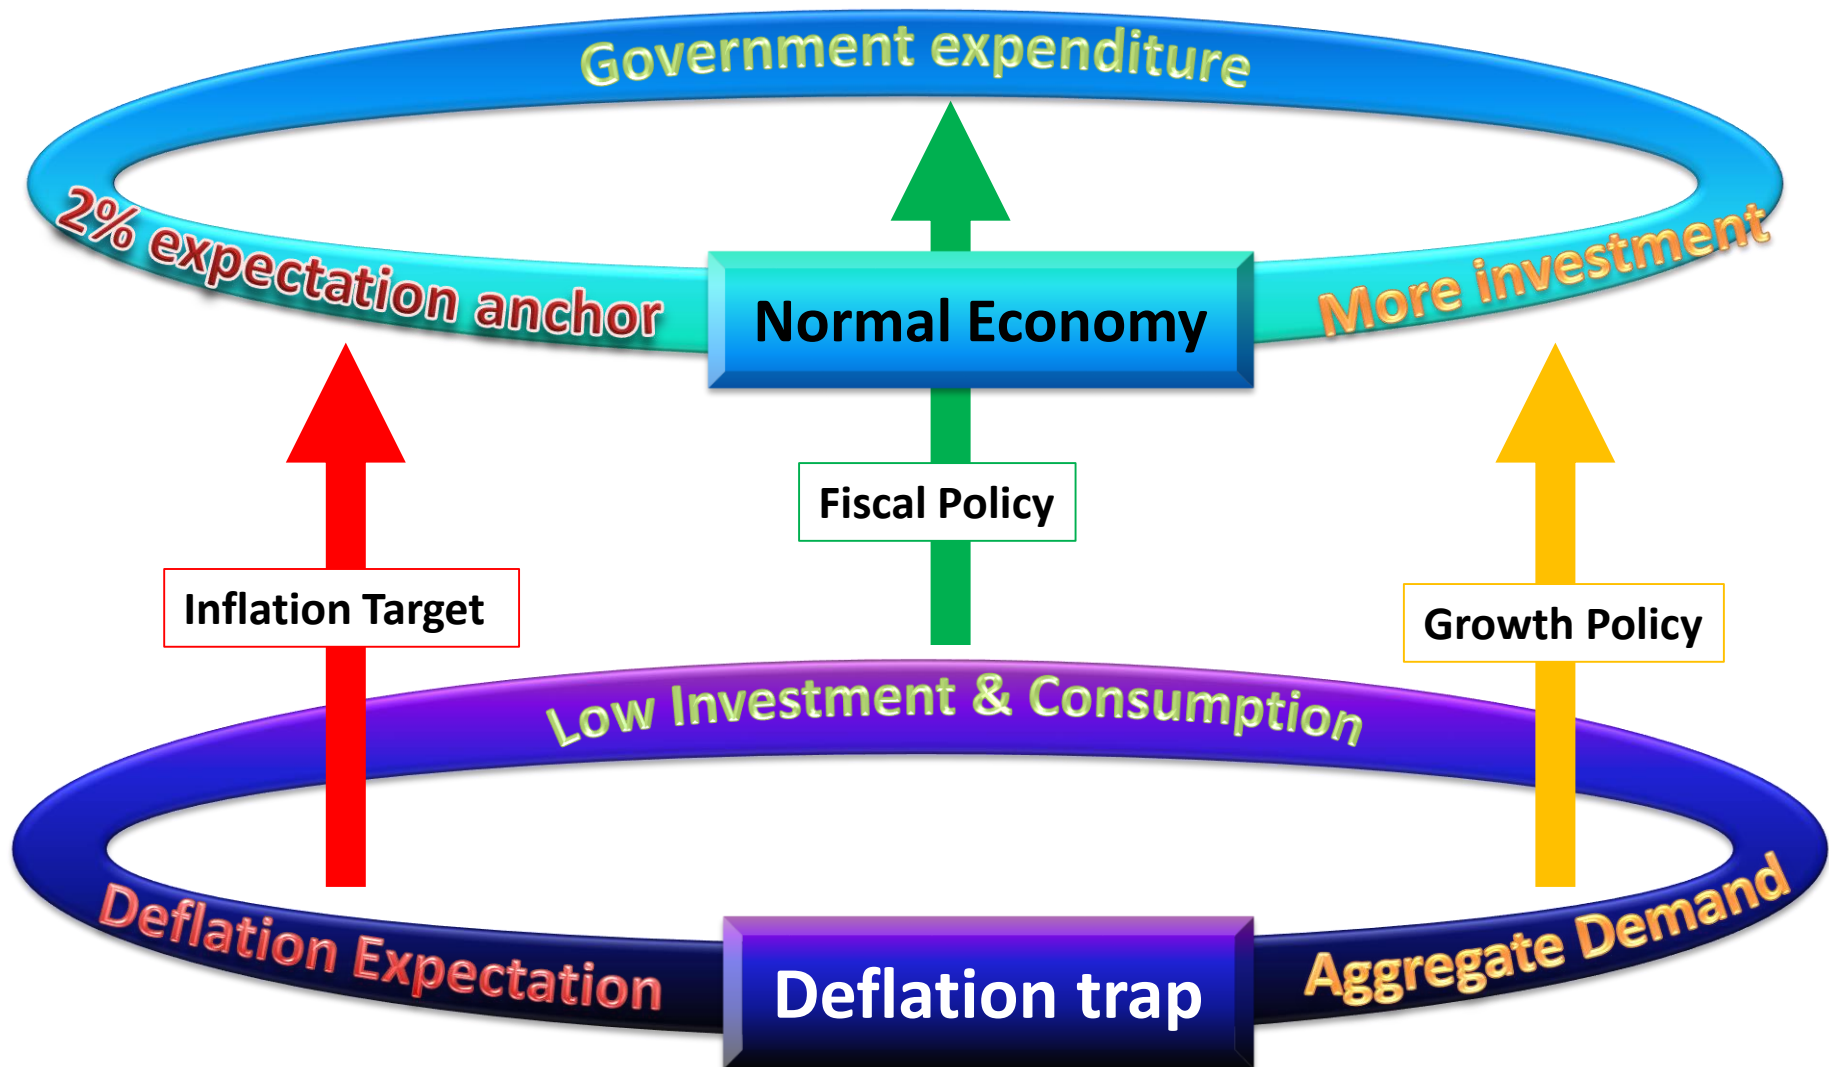 Government expenditure
2% expectation anchor
Normal Economy
More investment
Fiscal Policy
Inflation Target
Growth Policy
Low Investment & Consumption
Deflation Expectation
Deflation trap
Aggregate Demand